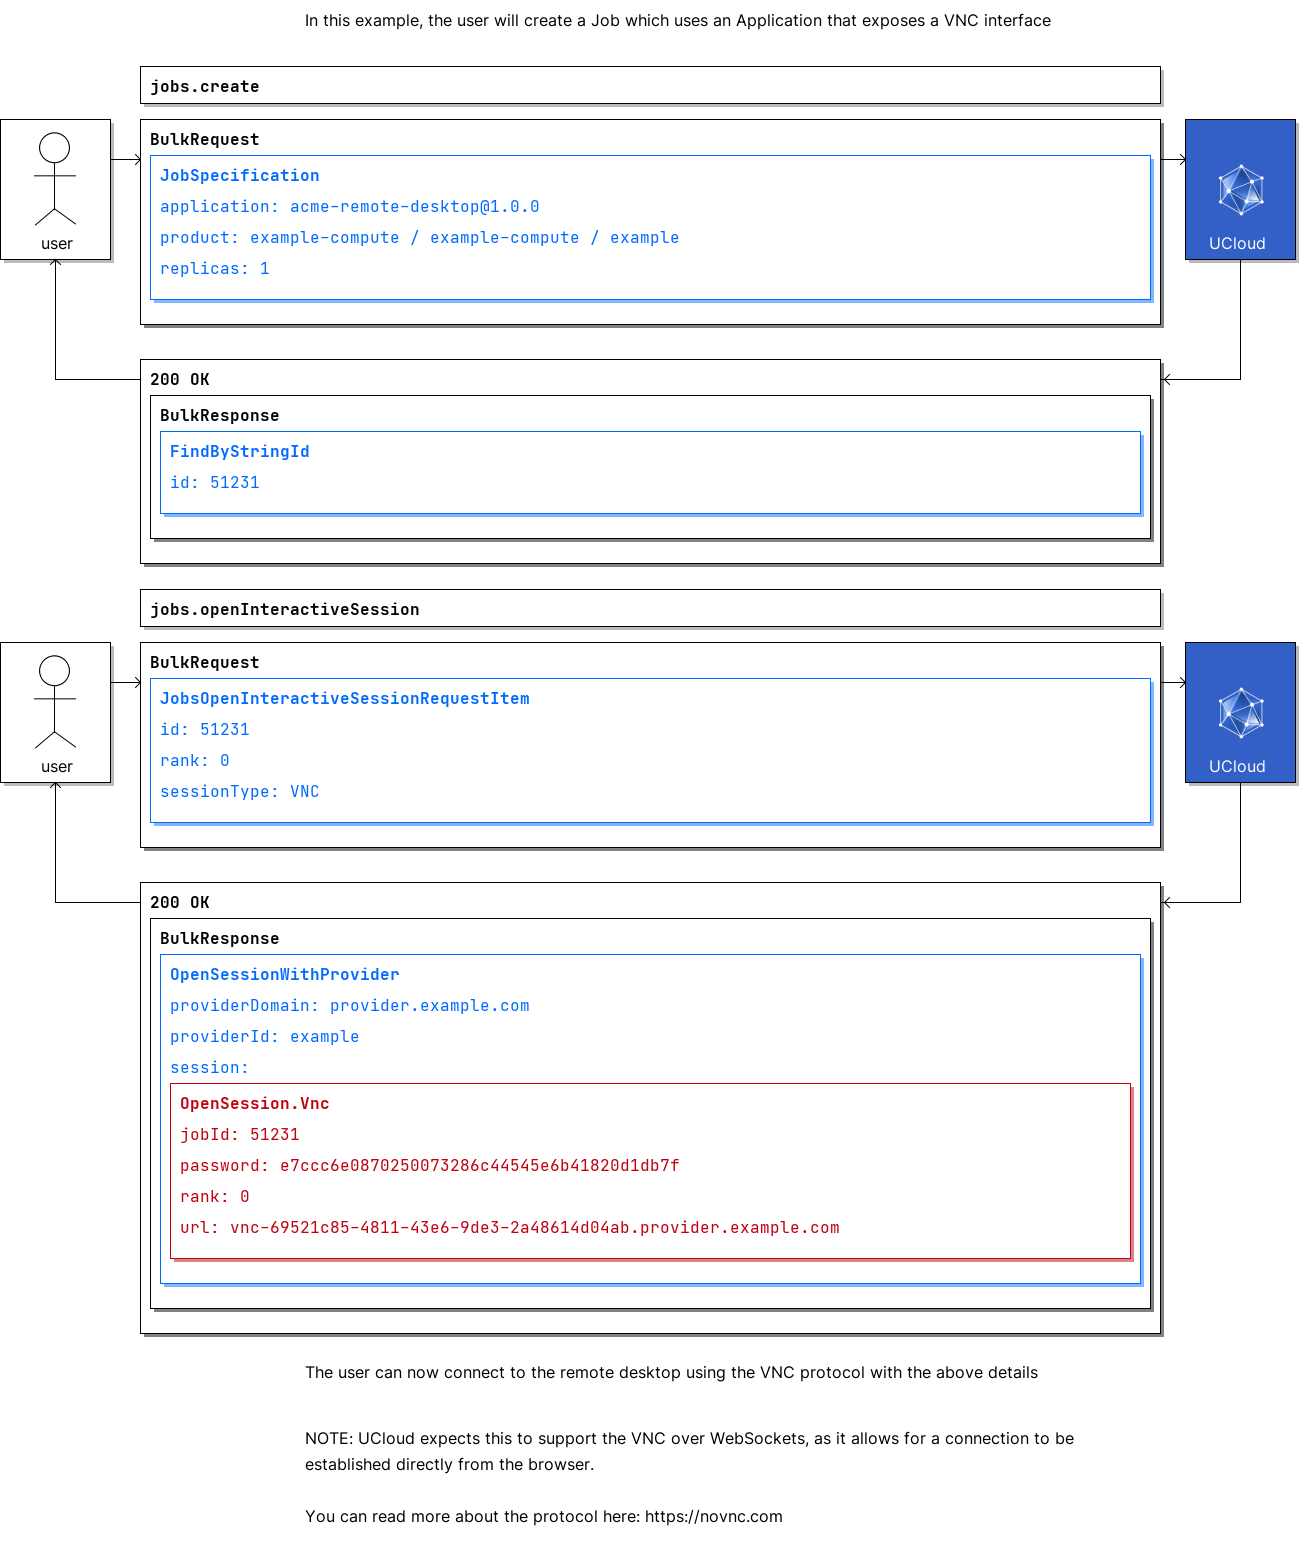 In this example, the user will create a Job which uses an Application that exposes a VNC interface
jobs.create
BulkRequest
JobSpecification
application: acme-remote-desktop@1.0.0
product: example-compute / example-compute / example
replicas: 1
user
UCloud
200 OK
BulkResponse
FindByStringId
id: 51231
jobs.openInteractiveSession
BulkRequest
JobsOpenInteractiveSessionRequestItem
id: 51231
rank: 0
sessionType: VNC
user
UCloud
200 OK
BulkResponse
OpenSessionWithProvider
providerDomain: provider.example.com
providerId: example
session:
OpenSession.Vnc
jobId: 51231
password: e7ccc6e0870250073286c44545e6b41820d1db7f
rank: 0
url: vnc-69521c85-4811-43e6-9de3-2a48614d04ab.provider.example.com
The user can now connect to the remote desktop using the VNC protocol with the above details
NOTE: UCloud expects this to support the VNC over WebSockets, as it allows for a connection to be
established directly from the browser.
You can read more about the protocol here: https://novnc.com